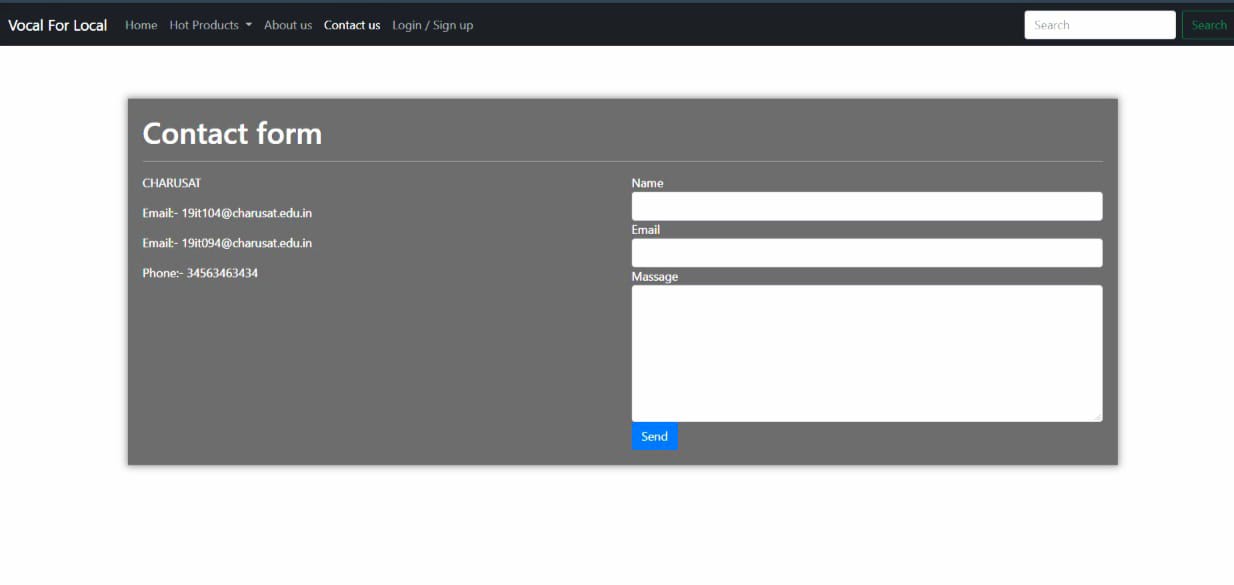 Vocal For Local Home Hot Products About us Contact us Login / Sign up Search Search
Contact form
CHARUSAT
Email:- 19it104@charusat.edu.in
Email:- 19it094@charusat.edu.in
Phone:- 34563463434
Name
Email
Massage
Send